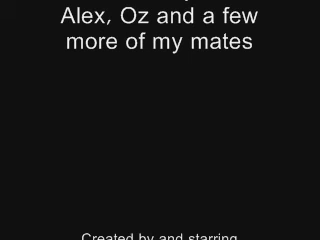 Alex, Oz and a few
more of my mates
Created by and starring